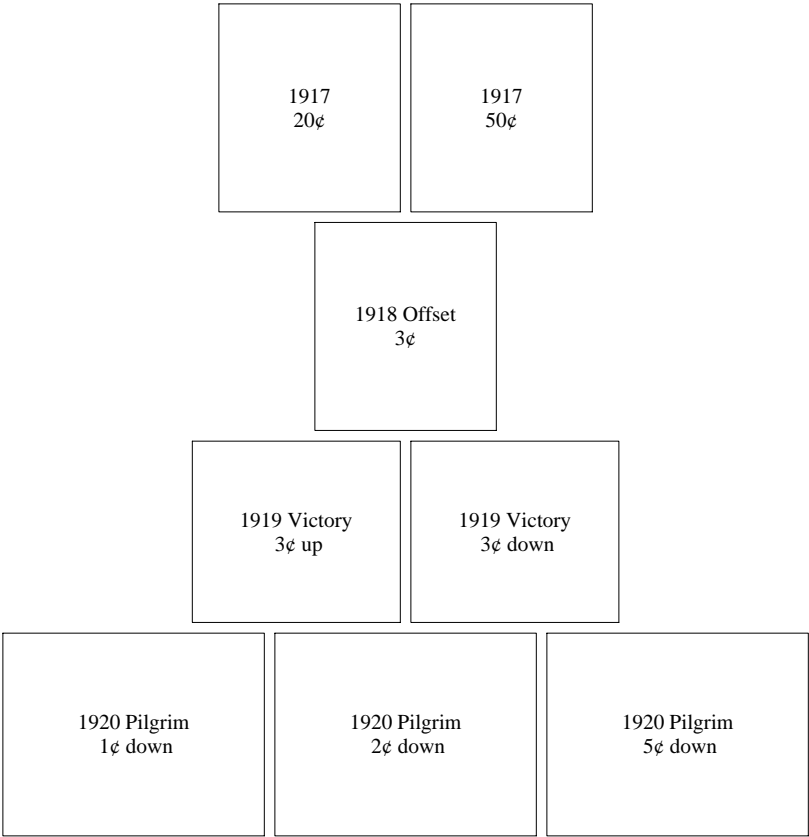 1917
20¢
1917
50¢
1918 Offset
3¢
1919 Victory
3¢ up
1919 Victory
3¢ down
1920 Pilgrim
1¢ down
1920 Pilgrim
2¢ down
1920 Pilgrim
5¢ down